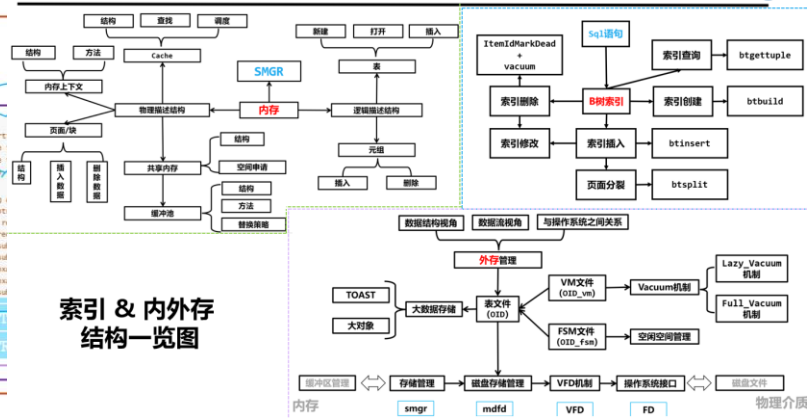 结构
查找
调度
Cache
结构
方法
内存上下文
物理描述结构
页面/块
结构
插入数据
删除数据
共享内存
结构
空间申请
缓冲池
结构
方法
替换策略
SMGR
内存
新建
打开
插入
表
逻辑描述结构
元组
插入
删除
Sql语句
ItemIdMarkDead
+
vacuum
索引查询
btgettuple
索引删除
B树索引
索引创建
btbuild
索引修改
索引插入
btinsert
页面分裂
btsplit
索引 & 内外存
结构一览图
数据结构视角
数据流视角
与操作系统之间关系
外存管理
TOAST
大对象
大数据存储
表文件
(OID)
VM文件
(OID_vm)
Vacuum机制
Lazy_Vacuum
机制
Full_Vacuum
机制
FSM文件
(OID_fsm)
空闲空间管理
缓冲区管理
存储管理
磁盘存储管理
VFD机制
操作系统接口
磁盘文件
内存
smgr
mdfd
VFD
FD
物理介质